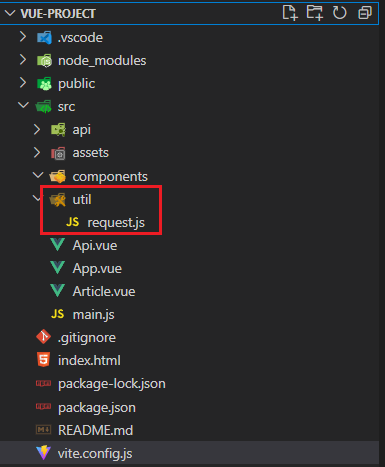 VUE-PROJECT
.vscode
node_modules
public
src
api
assets
components
util
JS request.js
Api.vue
App.vue
Article.vue
JS main.js
.gitignore
index.html
package-lock.json
package.json
README.md
vite.config.js